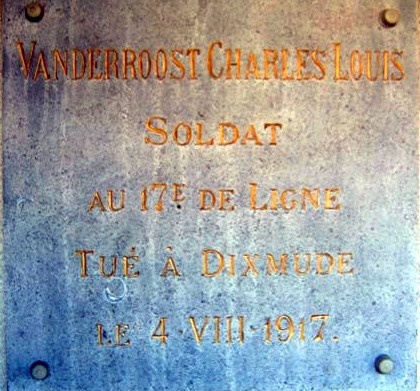 VANDERROOST CHARLES LOUIS
SOLDAT
AU 17E DE LIGNE
TUÉ À DIXMUDE
LE 4·VIII·1917.